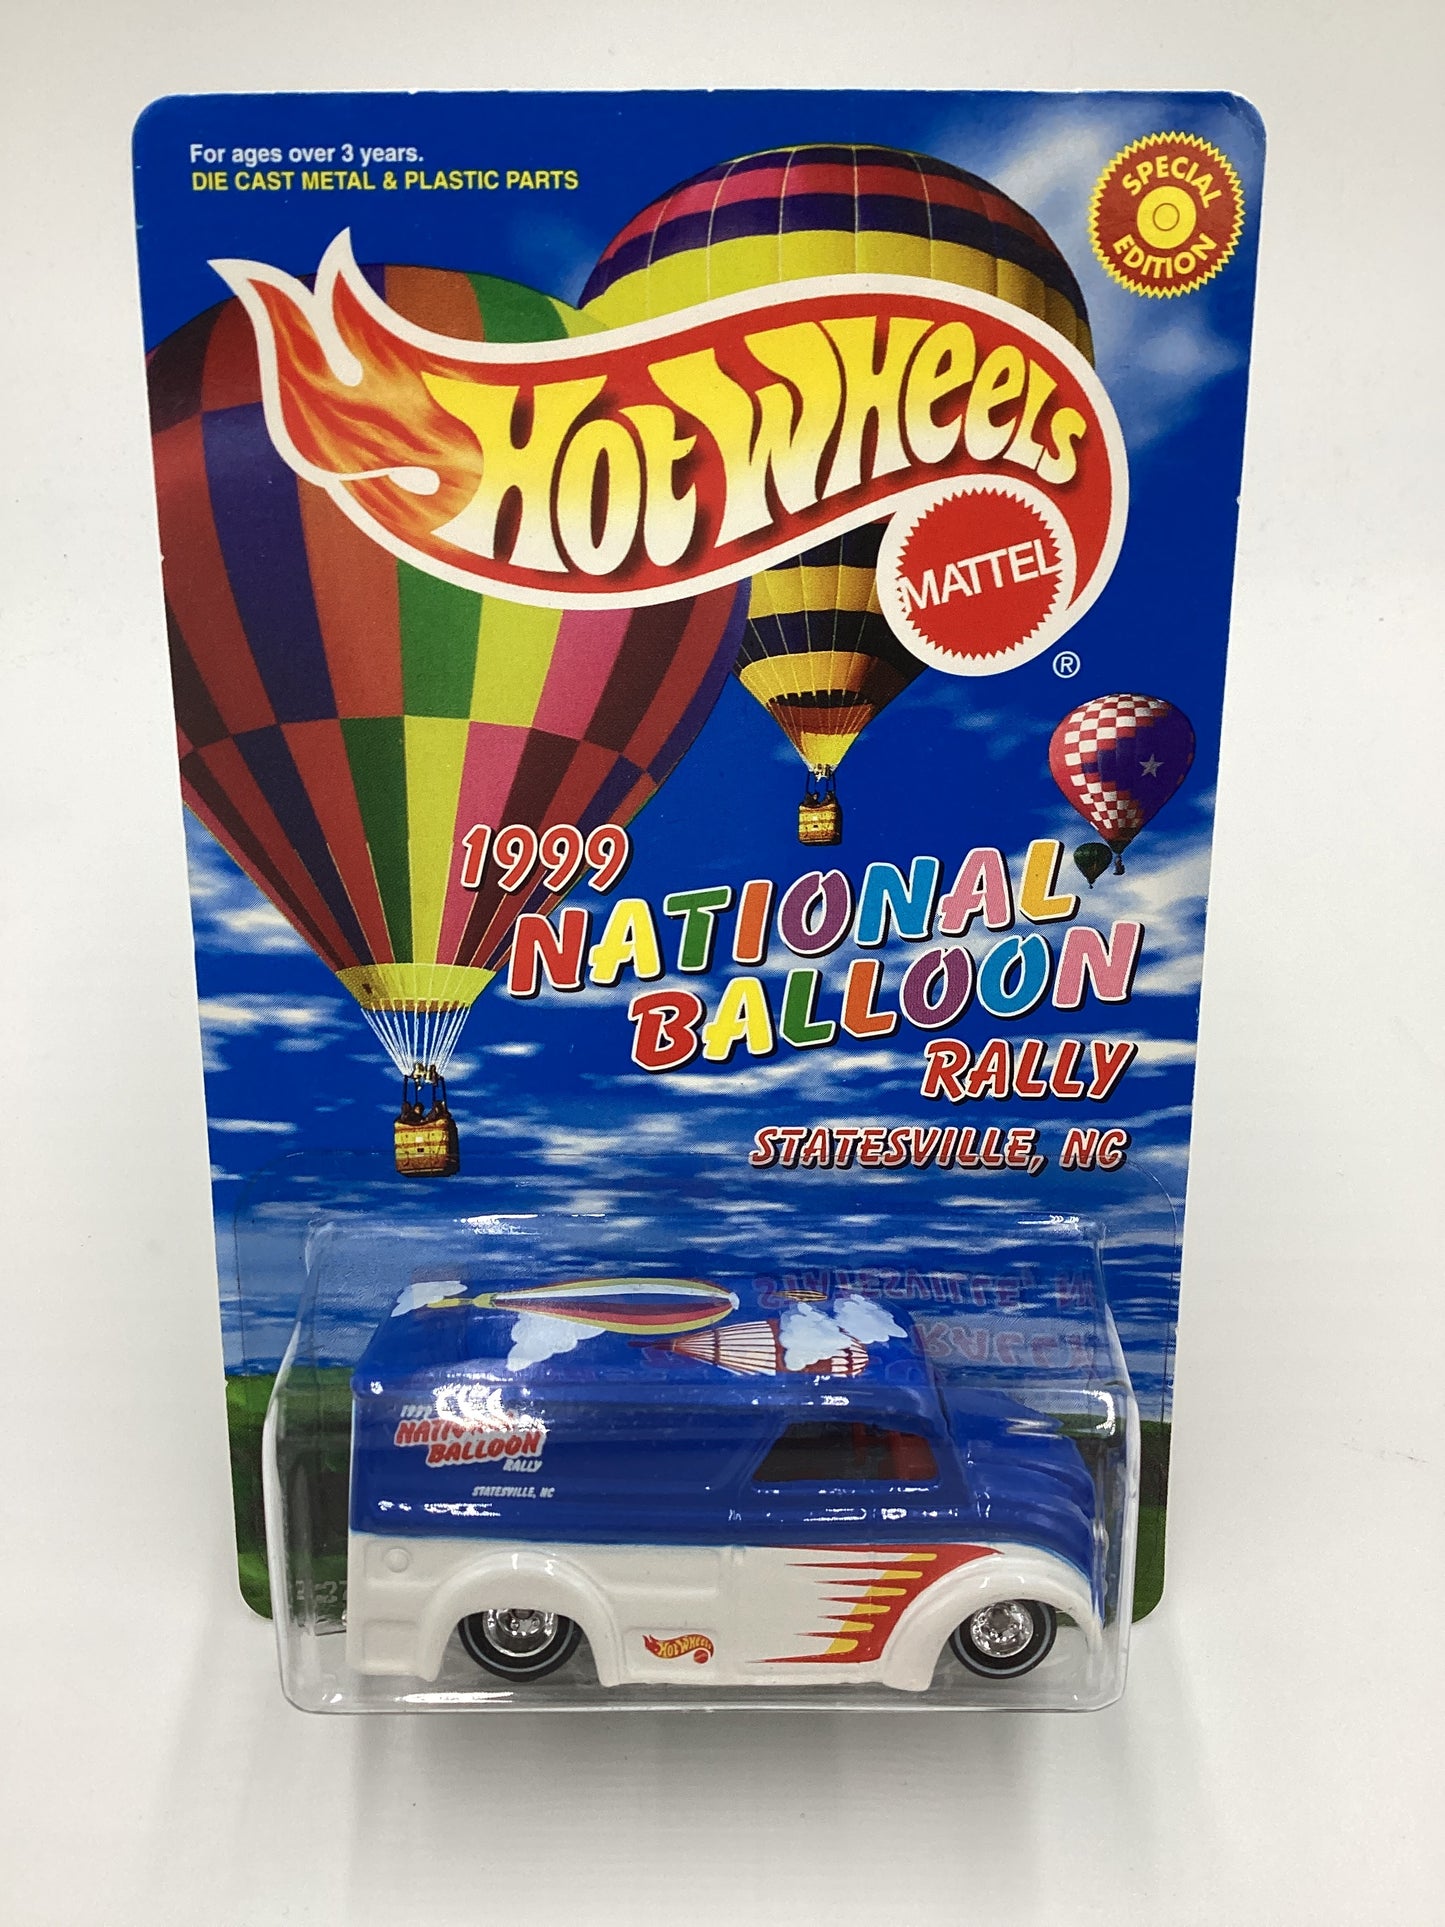 For ages over 3 years.
DIE CAST METAL & PLASTIC PARTS
SPECIAL
EDITION
HOT WHEELS
MATTEL
®
1999
NATIONAL
BALLOON
RALLY
STATESVILLE, NC
1999
NATIONAL
BALLOON
RALLY
STATESVILLE, NC
HOT WHEELS